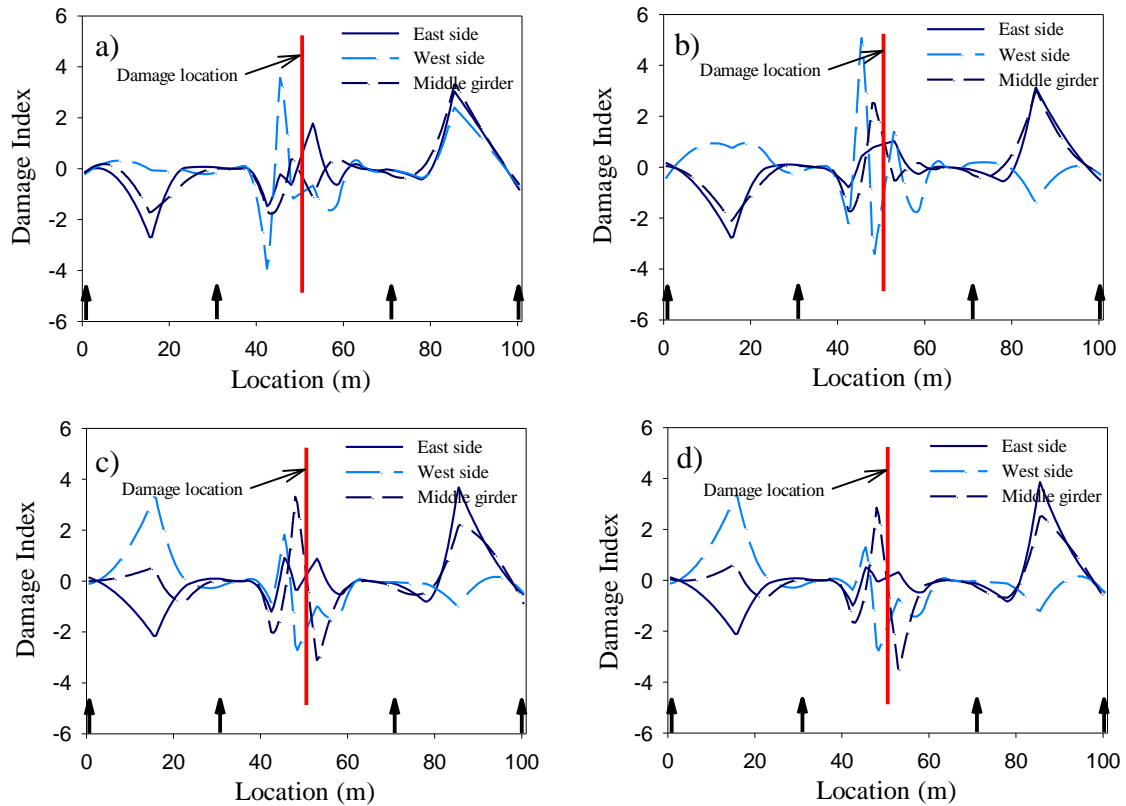 a)
East side
West side
Middle girder
Damage location
Damage Index
6
4
2
0
-2
-4
-6
0 20 40 60 80 100
Location (m)
b)
East side
West side
Middle girder
Damage location
Damage Index
6
4
2
0
-2
-4
-6
0 20 40 60 80 100
Location (m)
c)
East side
West side
Middle girder
Damage location
Damage Index
6
4
2
0
-2
-4
-6
0 20 40 60 80 100
Location (m)
d)
East side
West side
Middle girder
Damage location
Damage Index
6
4
2
0
-2
-4
-6
0 20 40 60 80 100
Location (m)